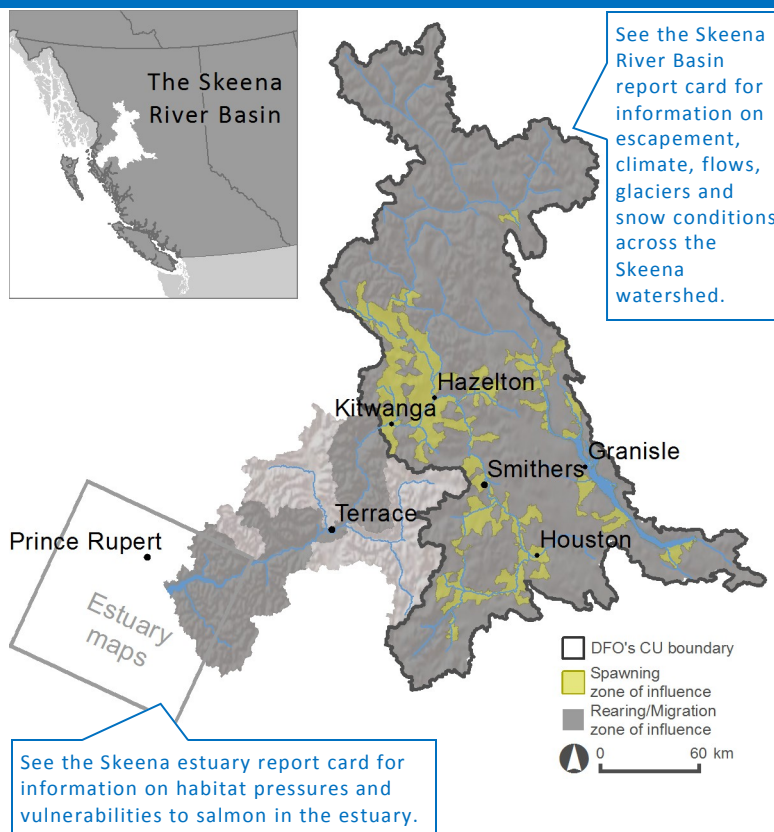 The Skeena
River Basin
See the Skeena
River Basin
report card for
information on
escapement,
climate, flows,
glaciers and
snow conditions
across the
Skeena
watershed.
Hazelton
Kitwanga
Granisle
Smithers
Terrace
Prince Rupert
Houston
Estuary
maps
DFO's CU boundary
Spawning
zone of influence
Rearing/Migration
zone of influence
0 60 km
See the Skeena estuary report card for
information on habitat pressures and
vulnerabilities to salmon in the estuary.